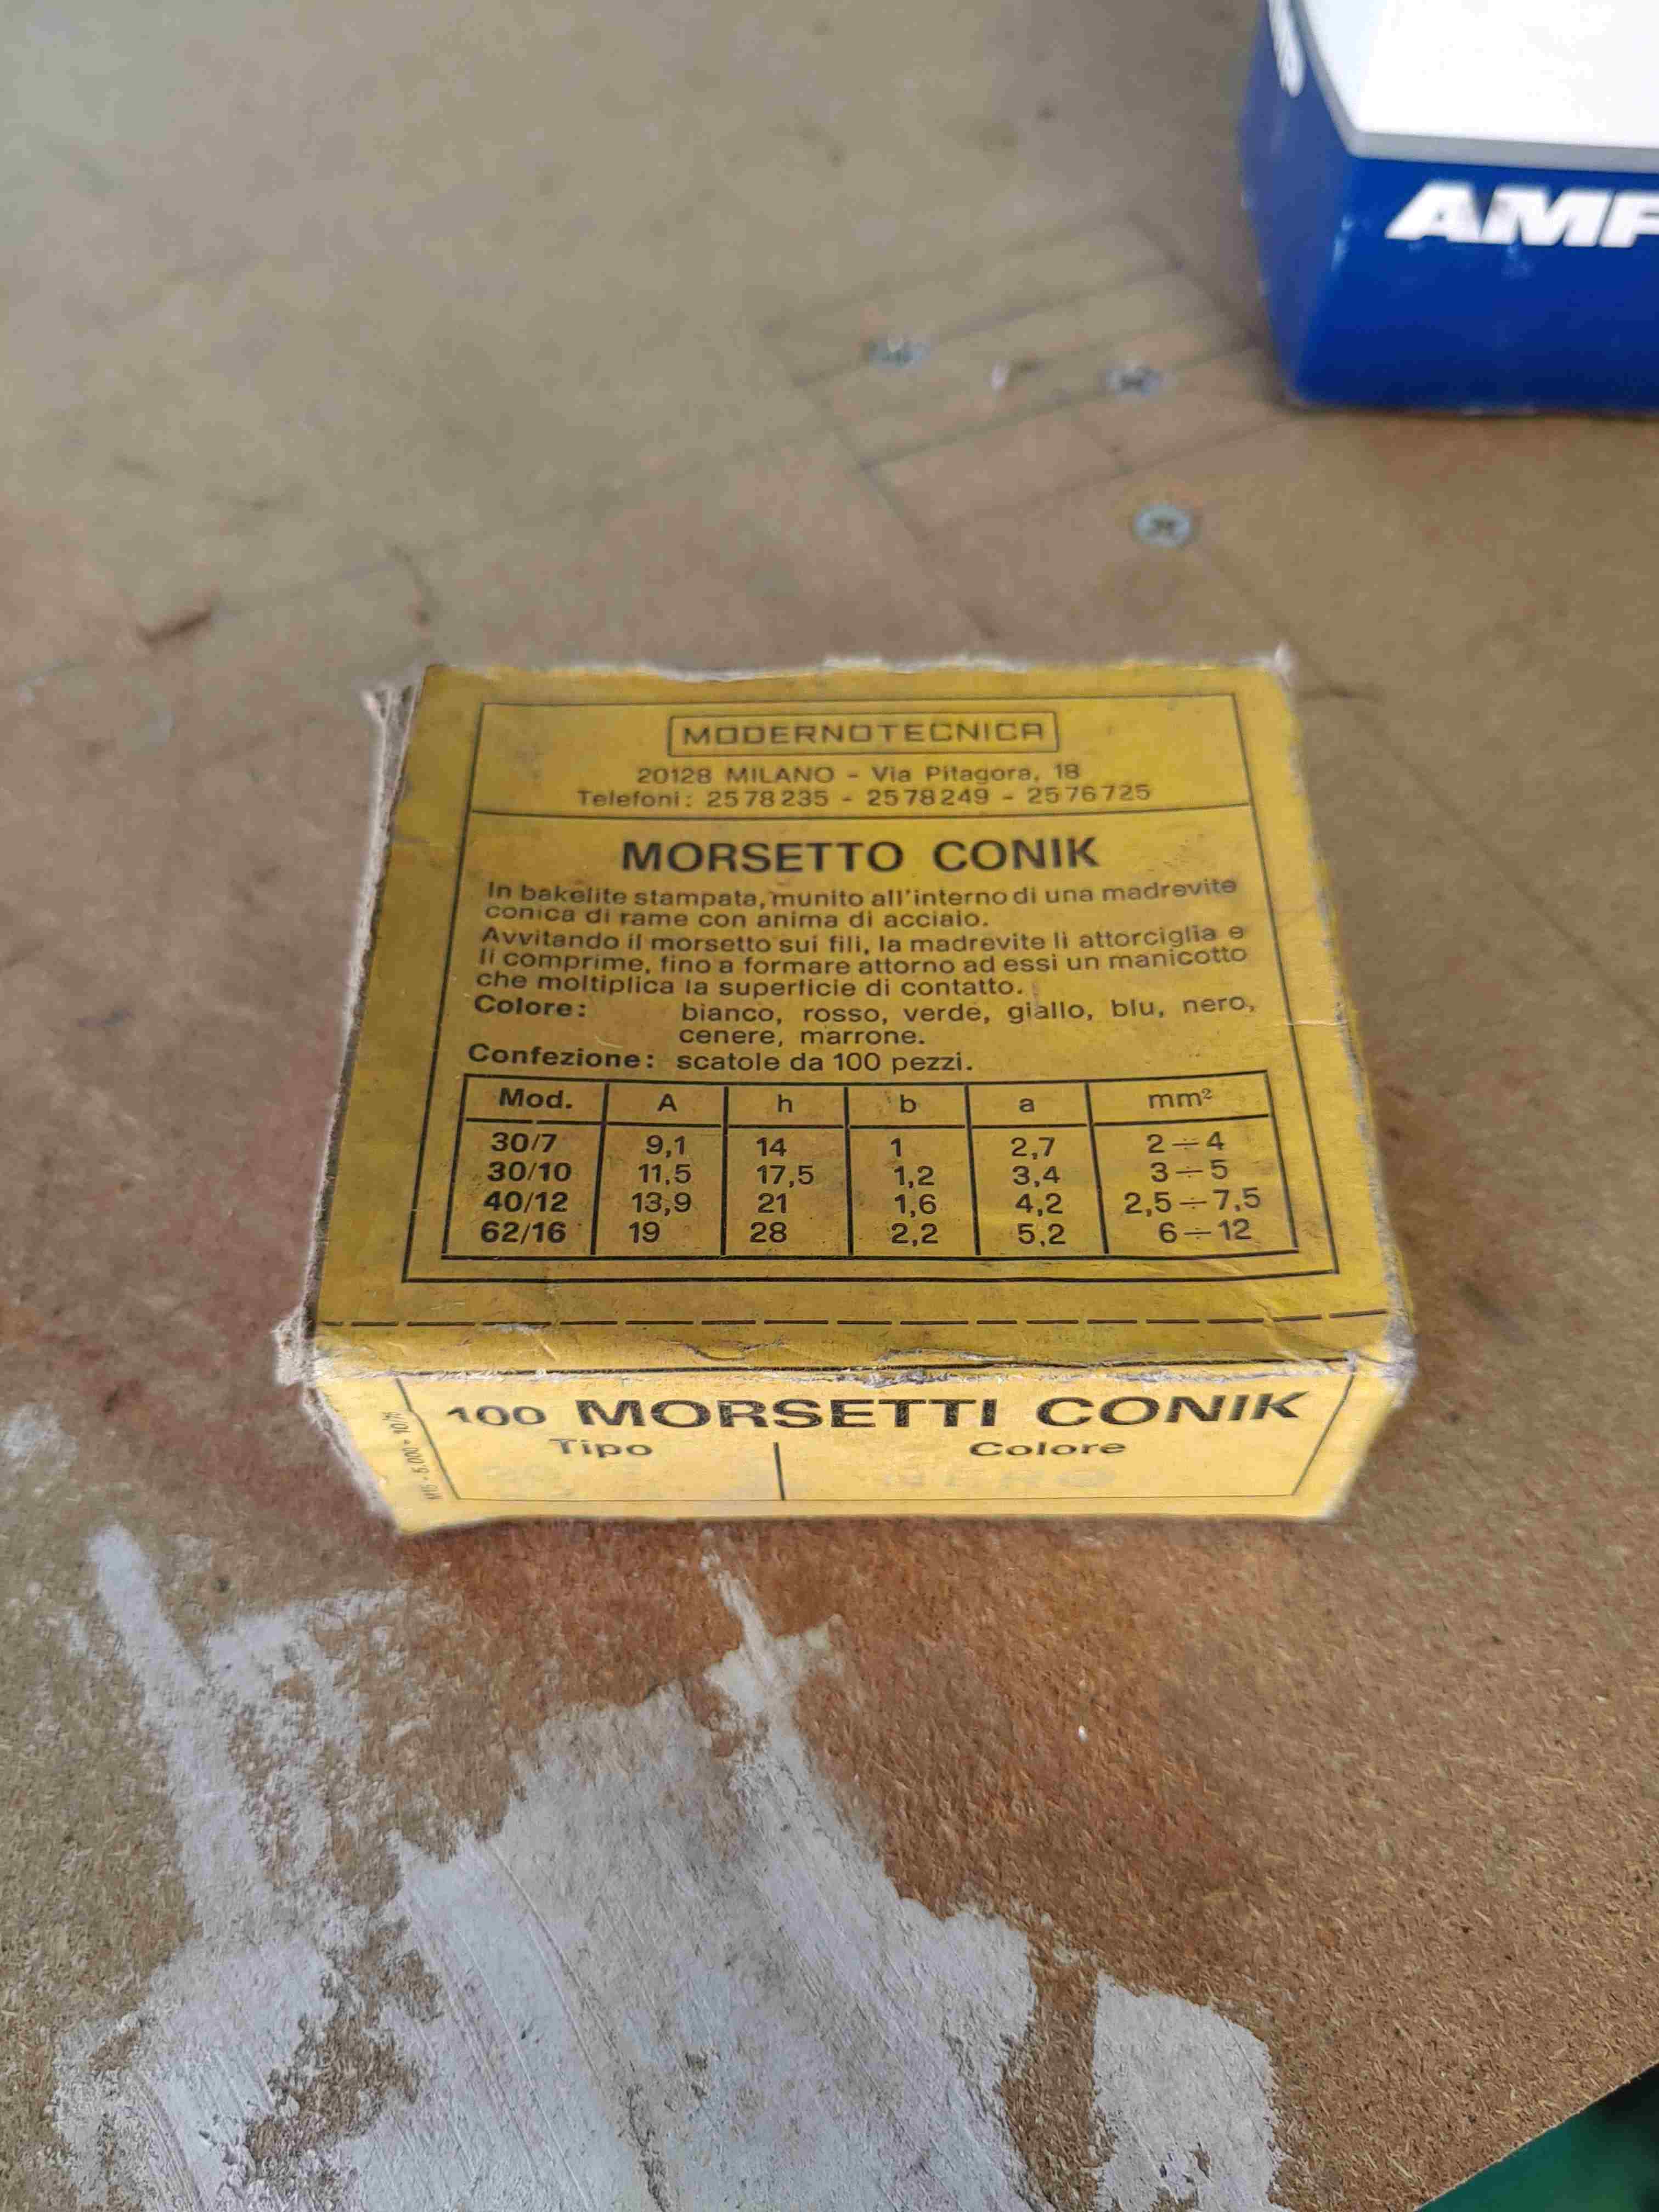 AMP
MODERNOTECNICA
20128 MILANO - Via Pitagora, 18
Telefoni: 2578235 - 2578249 - 2576725
MORSETTO CONIK
In bakelite stampata, munito all'interno di una madrevite
conica di rame con anima di acciaio.
Avvitando il morsetto sui fili, la madrevite li attorciglia e
li comprime, fino a formare attorno ad essi un manicotto
che moltiplica la superficie di contatto.
Colore: bianco, rosso, verde, giallo, blu, nero,
cenere, marrone.
Confezione: scatole da 100 pezzi.
Mod. A h b a mm²
30/7 9,1 14 1 2,7 2÷4
30/10 11,5 17,5 1,2 3,4 3÷5
40/12 13,9 21 1,6 4,2 2,5÷7,5
62/16 19 28 2,2 5,2 6÷12
100 MORSETTI CONIK
Tipo Colore